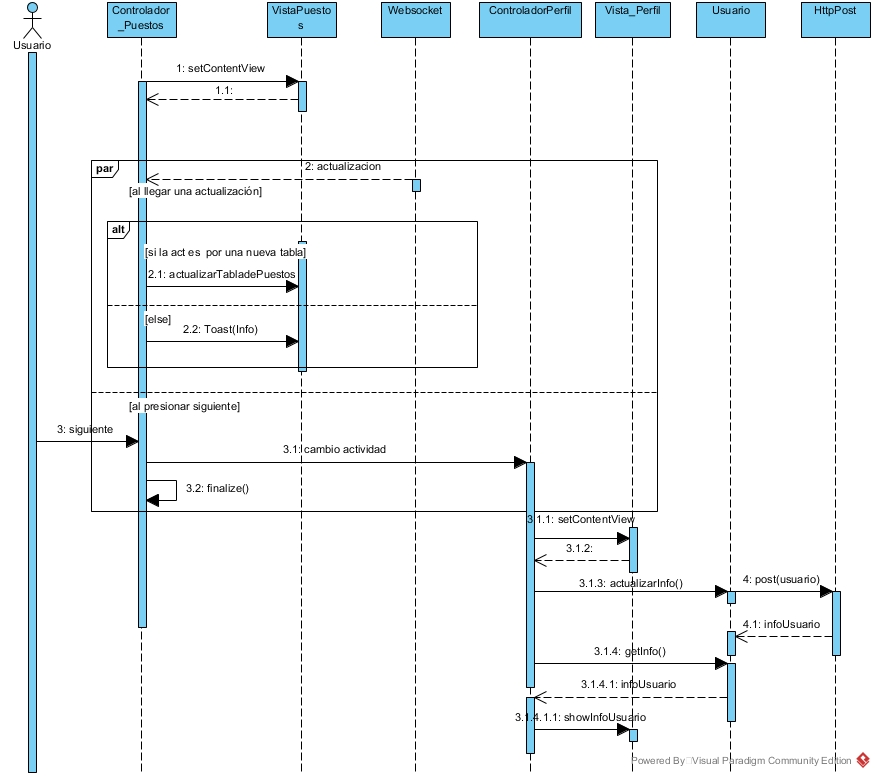 Usuario
Controlador
_Puestos
VistaPuesto
s
Websocket
ControladorPerfil
Vista_Perfil
Usuario
HttpPost
1: setContentView
1.1:
par
2: actualizacion
[al llegar una actualización]
alt
[si la act es por una nueva tabla]
2.1: actualizarTabladePuestos
[else]
2.2: Toast(Info)
[al presionar siguiente]
3: siguiente
3.1: cambio actividad
3.2: finalize()
3.1.1: setContentView
3.1.2:
3.1.3: actualizarInfo()
4: post(usuario)
4.1: infoUsuario
3.1.4: getInfo()
3.1.4.1: infoUsuario
3.1.4.1.1: showInfoUsuario
Powered By Visual Paradigm Community Edition